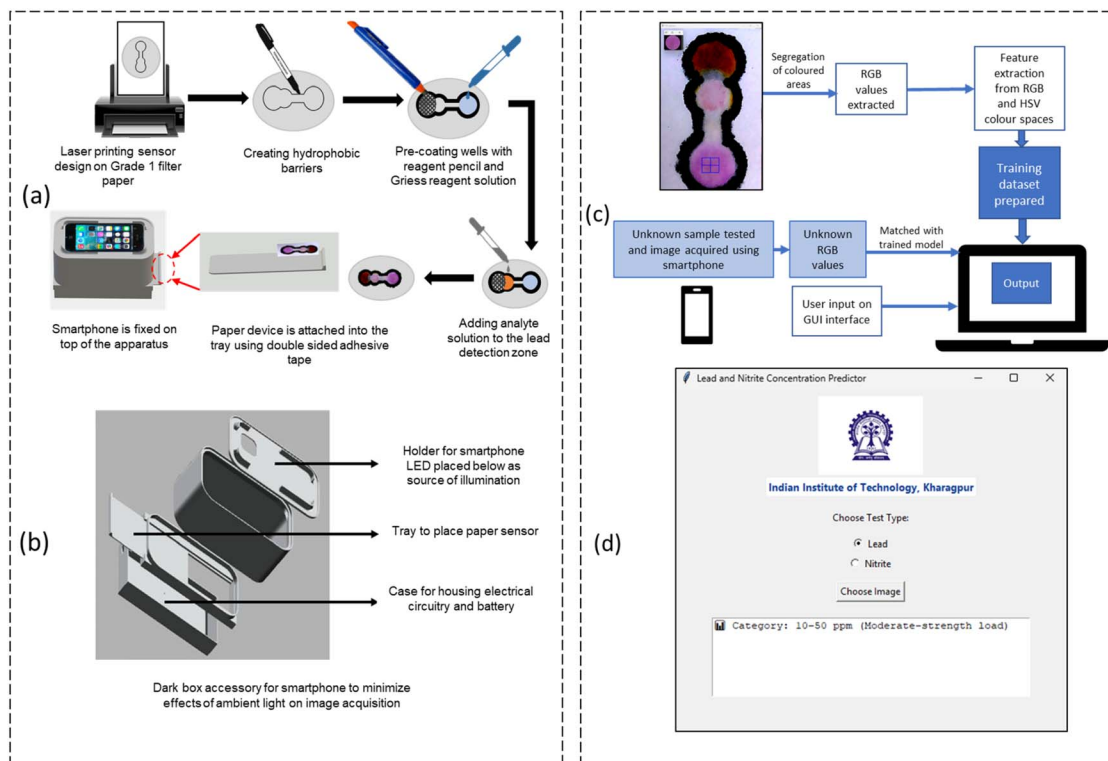 (a)
Laser printing sensor
design on Grade 1 filter
paper
Creating hydrophobic
barriers
Pre-coating wells with
reagent pencil and
Griess reagent solution
Smartphone is fixed on
top of the apparatus
Paper device is attached into the
tray using double sided adhesive
tape
Adding analyte
solution to the lead
detection zone
(b)
Holder for smartphone
LED placed below as
source of illumination
Tray to place paper sensor
Case for housing electrical
circuitry and battery
Dark box accessory for smartphone to minimize
effects of ambient light on image acquisition
(c)
Segregation
of coloured
areas
RGB
values
extracted
Feature
extraction
from RGB
and HSV
colour spaces
Training
dataset
prepared
Unknown sample tested
and image acquired using
smartphone
Unknown
RGB
values
Matched with
trained model
User input on
GUI interface
Output
(d)
Lead and Nitrite Concentration Predictor
Indian Institute of Technology, Kharagpur
Choose Test Type:
Lead
Nitrite
Choose Image
Category: 10-50 ppm (Moderate-strength load)